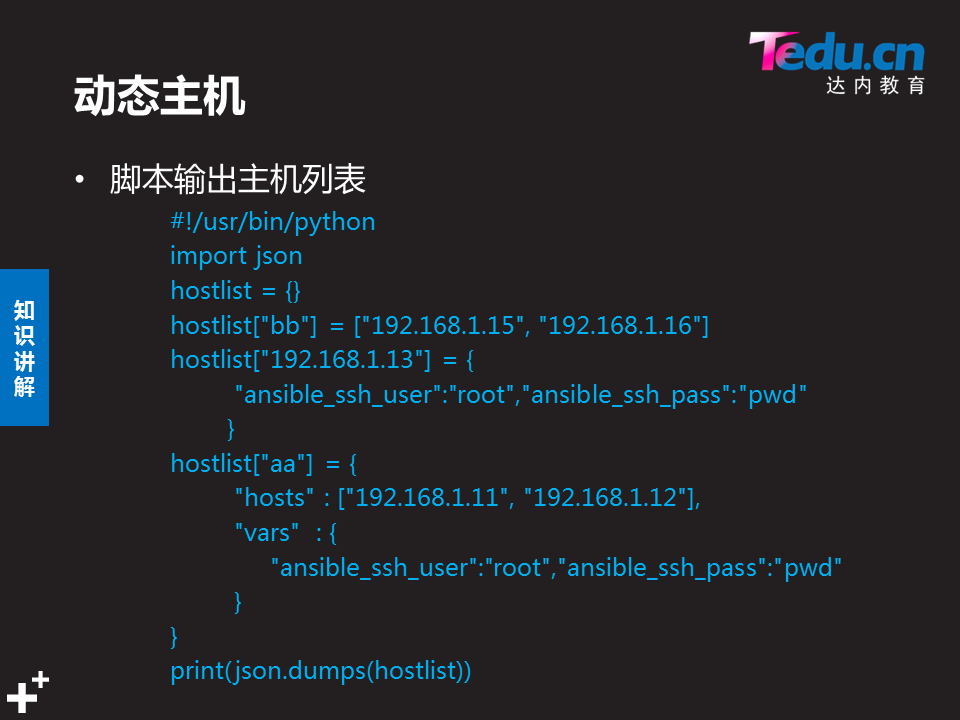 Tedu.cn
达内教育
动态主机
• 脚本输出主机列表
#!/usr/bin/python
import json
hostlist = {}
hostlist["bb"] = ["192.168.1.15", "192.168.1.16"]
hostlist["192.168.1.13"] = {
"ansible_ssh_user":"root","ansible_ssh_pass":"pwd"
}
hostlist["aa"] = {
"hosts" : ["192.168.1.11", "192.168.1.12"],
"vars"  : {
"ansible_ssh_user":"root","ansible_ssh_pass":"pwd"
}
}
print(json.dumps(hostlist))
知
识
讲
解